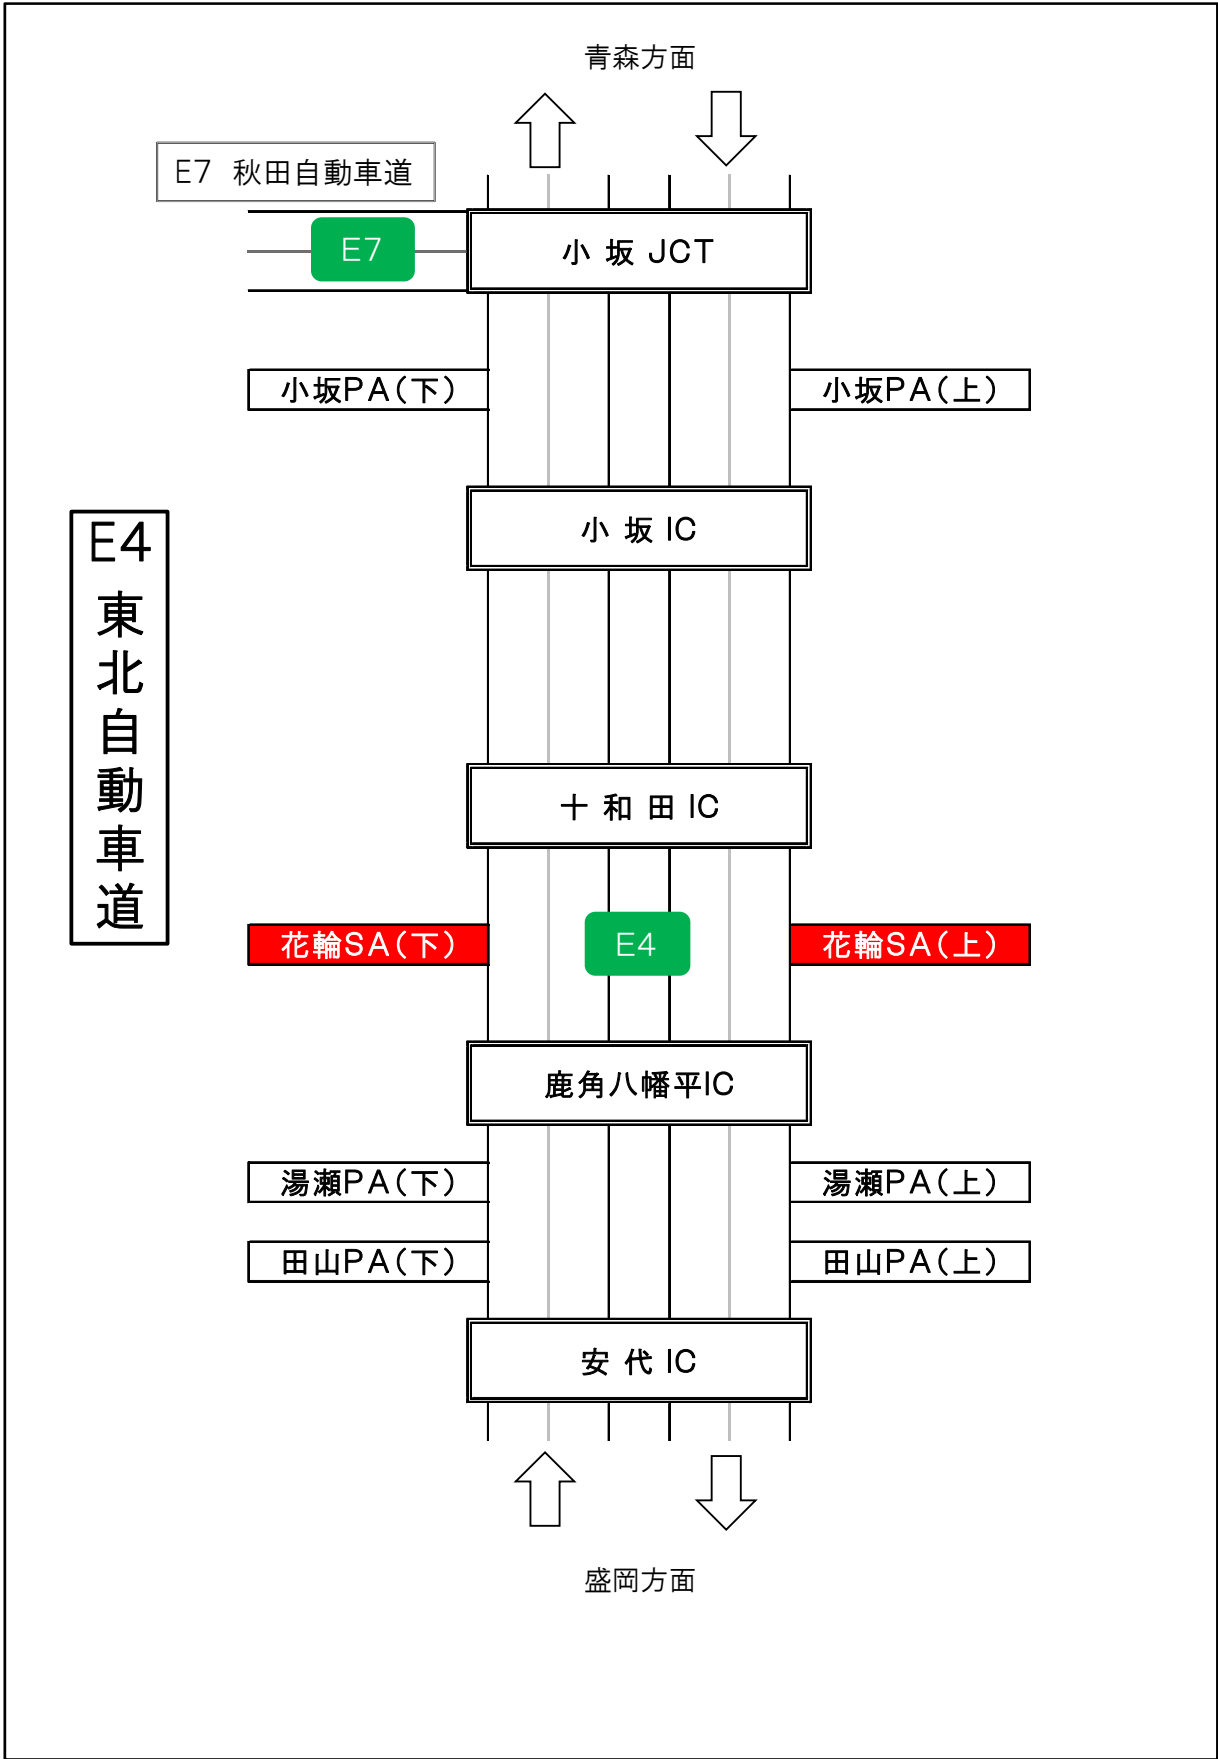 青森方面
E7 秋田自動車道
E7
小 坂 JCT
小坂PA(下)
小坂PA(上)
小 坂 IC
E4
東北自動車道
十 和 田 IC
花輪SA(下)
E4
花輪SA(上)
鹿角八幡平IC
湯瀬PA(下)
湯瀬PA(上)
田山PA(下)
田山PA(上)
安 代 IC
盛岡方面